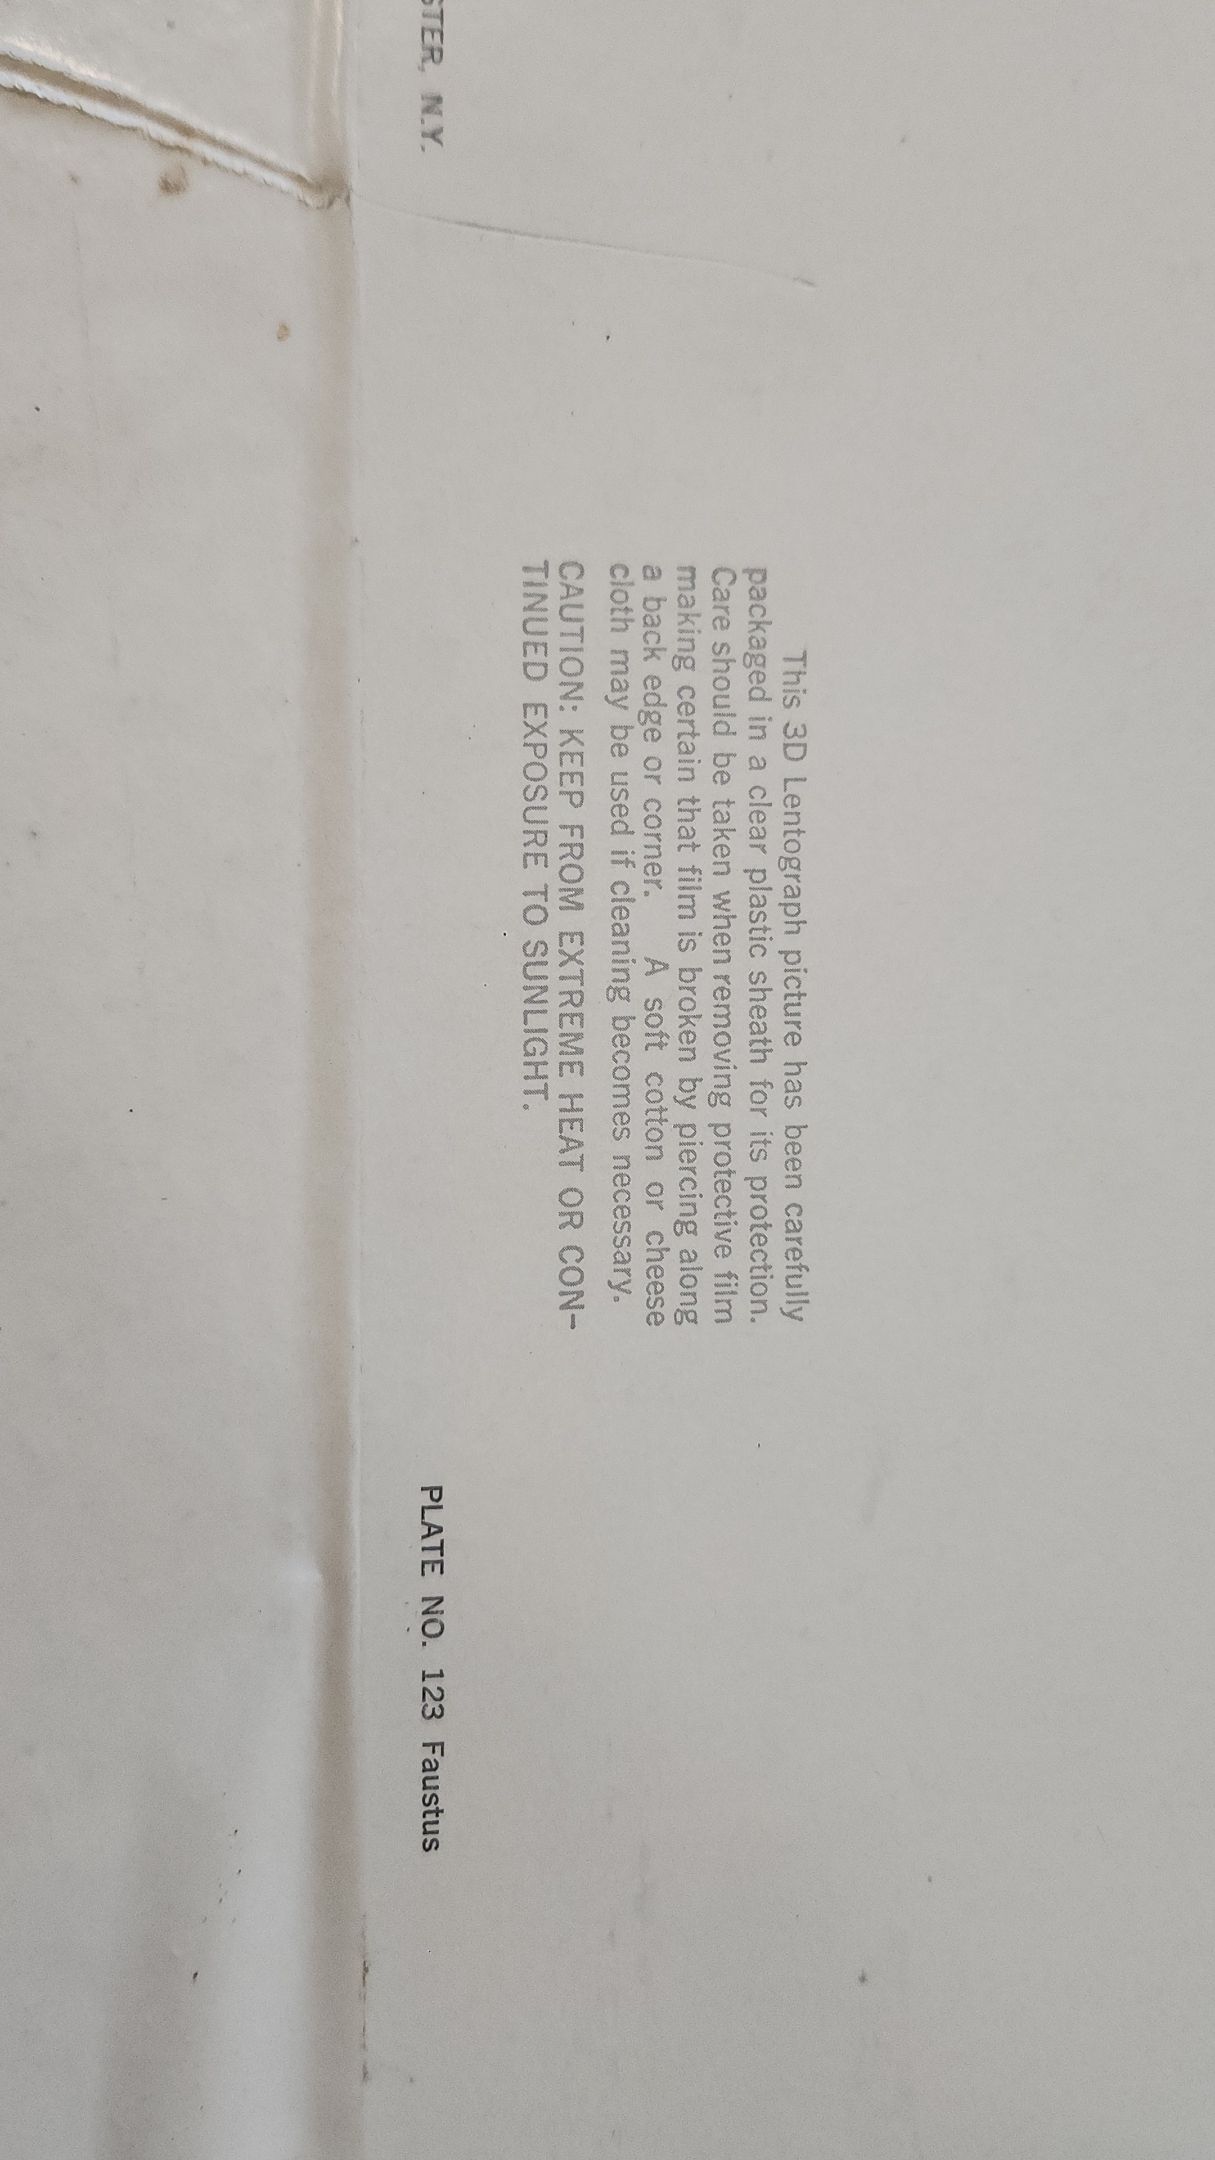 This 3D Lentograph picture has been carefully
packaged in a clear plastic sheath for its protection.
Care should be taken when removing protective film
making certain that film is broken by piercing along
a back edge or corner. A soft cotton or cheese
cloth may be used if cleaning becomes necessary.
CAUTION: KEEP FROM EXTREME HEAT OR CON-
TINUED EXPOSURE TO SUNLIGHT.
STER, N.Y.
PLATE NO. 123 Faustus